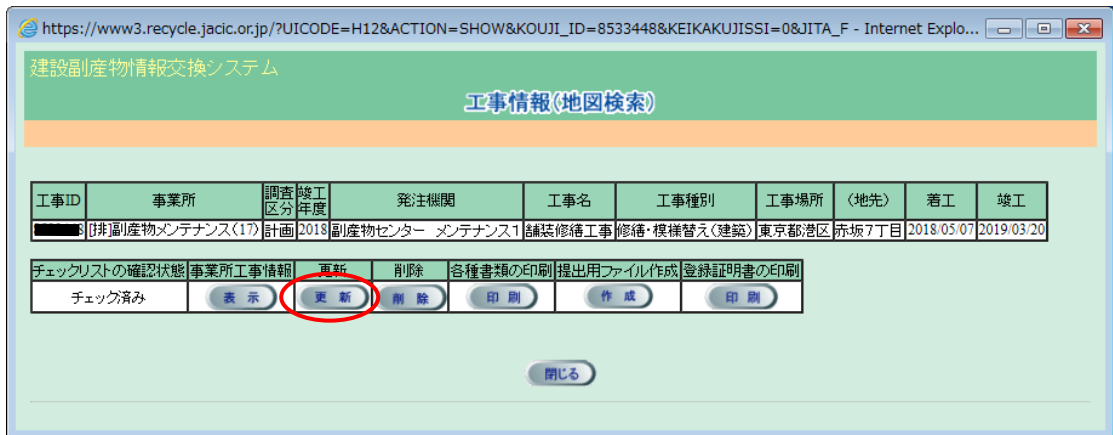 https://www3.recycle.jacic.or.jp/?UICODE=H12&ACTION=SHOW&KOUJI_ID=8533448&KEIKAKUJISSI=0&JITA_F - Internet Explo...
建設副産物情報交換システム
工事情報(地図検索)
工事ID 事業所 調査区分 竣工年度 発注機関 工事名 工事種別 工事場所 (地先) 着工 竣工
8 [排]副産物メンテナンス(17) 計画 2018 副産物センター メンテナンス1 舗装修繕工事 修繕・模様替え(建築) 東京都港区 赤坂7丁目 2018/05/07 2019/03/20
チェックリストの確認状態 事業所工事情報 更新 削除 各種書類の印刷 提出用ファイル作成 登録証明書の印刷
チェック済み 表示 更新 削除 印刷 作成 印刷
閉じる